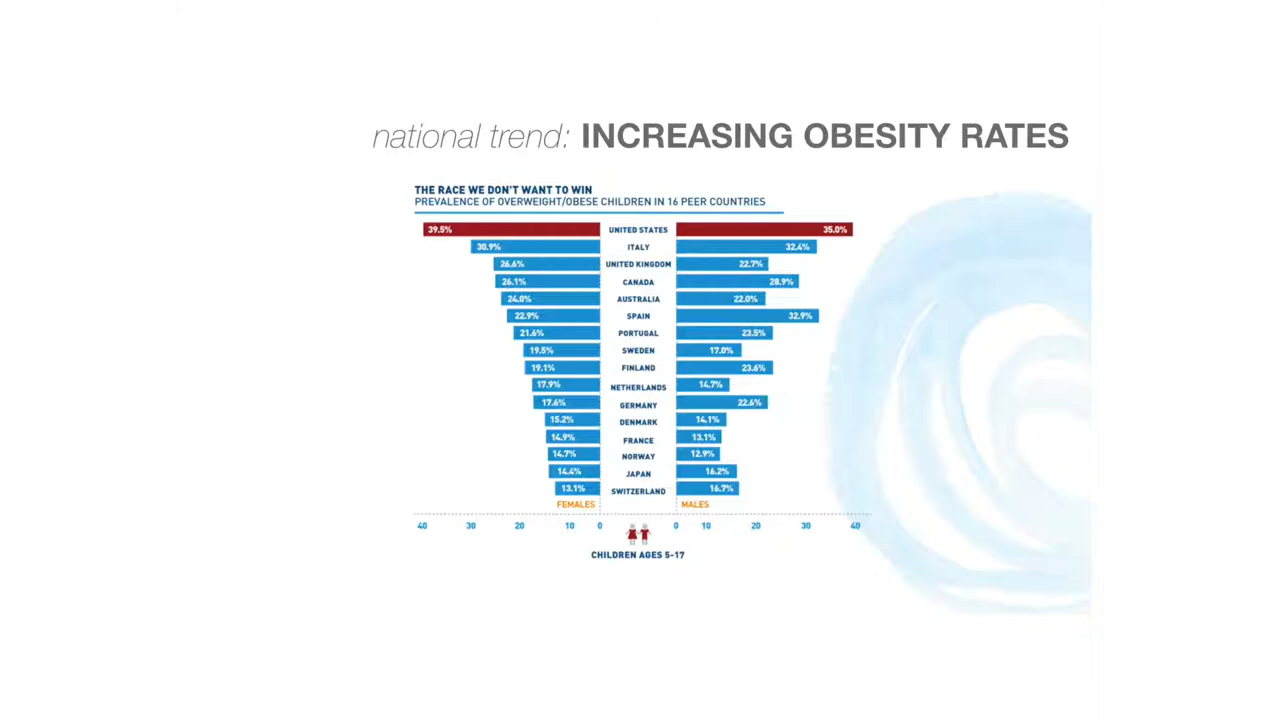 national trend: INCREASING OBESITY RATES
THE RACE WE DON'T WANT TO WIN
PREVALENCE OF OVERWEIGHT/OBESE CHILDREN IN 16 PEER COUNTRIES
39.5% UNITED STATES 35.0%
30.9% ITALY 32.4%
26.6% UNITED KINGDOM 22.7%
26.1% CANADA 28.9%
24.0% AUSTRALIA 22.0%
22.9% SPAIN 32.9%
21.6% PORTUGAL 23.5%
19.5% SWEDEN 17.0%
19.1% FINLAND 23.6%
17.9% NETHERLANDS 14.7%
17.6% GERMANY 22.6%
15.2% DENMARK 14.1%
14.9% FRANCE 13.1%
14.7% NORWAY 12.9%
14.4% JAPAN 16.2%
13.1% SWITZERLAND 16.7%
FEMALES MALES
40 30 20 10 0 0 10 20 30 40
CHILDREN AGES 5-17